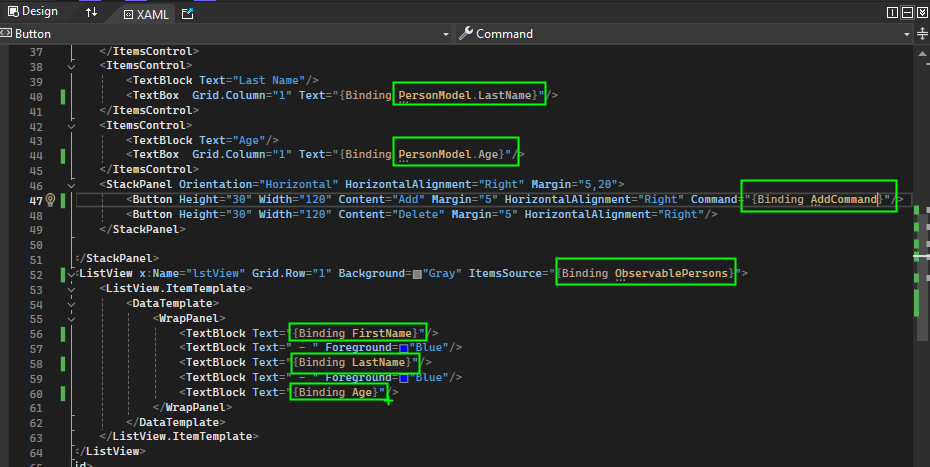 Design XAML
Button Command
37 </ItemsControl>
38 <ItemsControl>
39 <TextBlock Text="Last Name"/>
40 <TextBox Grid.Column="1" Text="{Binding PersonModel.LastName}"/>
41 </ItemsControl>
42 <ItemsControl>
43 <TextBlock Text="Age"/>
44 <TextBox Grid.Column="1" Text="{Binding PersonModel.Age}"/>
45 </ItemsControl>
46 <StackPanel Orientation="Horizontal" HorizontalAlignment="Right" Margin="5,20">
47 <Button Height="30" Width="120" Content="Add" Margin="5" HorizontalAlignment="Right" Command="{Binding AddCommand}"/>
48 <Button Height="30" Width="120" Content="Delete" Margin="5" HorizontalAlignment="Right"/>
49 </StackPanel>
50
51 </StackPanel>
52 <ListView x:Name="lstView" Grid.Row="1" Background="Gray" ItemsSource="{Binding ObservablePersons}">
53 <ListView.ItemTemplate>
54 <DataTemplate>
55 <WrapPanel>
56 <TextBlock Text="{Binding FirstName}"/>
57 <TextBlock Text=" - " Foreground="Blue"/>
58 <TextBlock Text="{Binding LastName}"/>
59 <TextBlock Text=" - " Foreground="Blue"/>
60 <TextBlock Text="{Binding Age}"/>
61 </WrapPanel>
62 </DataTemplate>
63 </ListView.ItemTemplate>
64 </ListView>